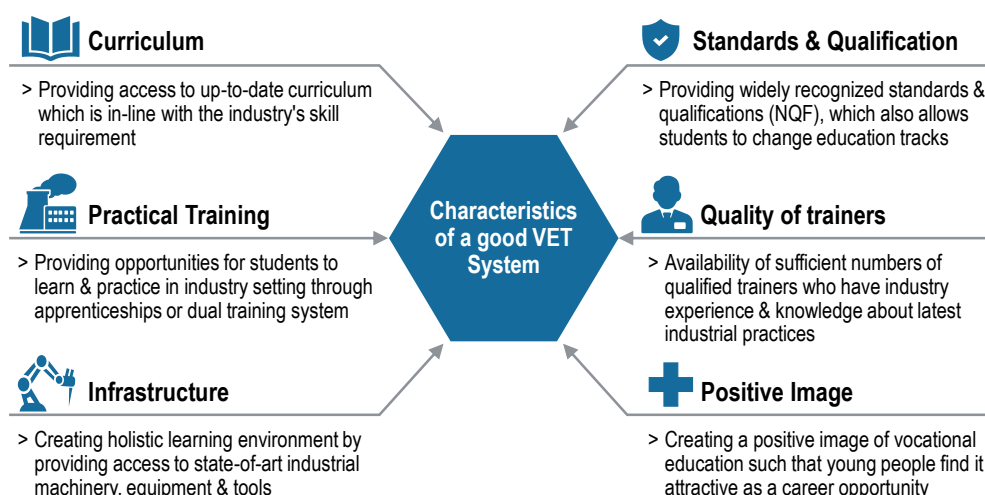 Curriculum
> Providing access to up-to-date curriculum
which is in-line with the industry's skill
requirement
Practical Training
> Providing opportunities for students to
learn & practice in industry setting through
apprenticeships or dual training system
Infrastructure
> Creating holistic learning environment by
providing access to state-of-art industrial
machinery, equipment & tools
Characteristics
of a good VET
System
Standards & Qualification
> Providing widely recognized standards &
qualifications (NQF), which also allows
students to change education tracks
Quality of trainers
> Availability of sufficient numbers of
qualified trainers who have industry
experience & knowledge about latest
industrial practices
Positive Image
> Creating a positive image of vocational
education such that young people find it
attractive as a career opportunity